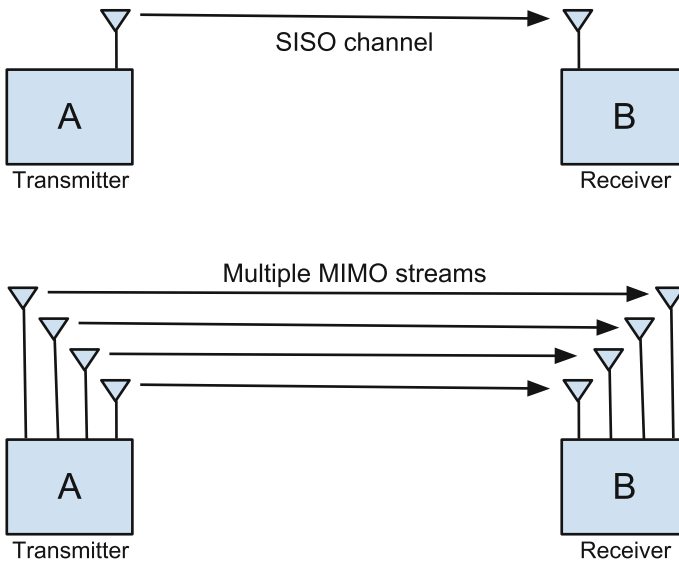 SISO channel
A
B
Transmitter
Receiver
Multiple MIMO streams
A
B
Transmitter
Receiver